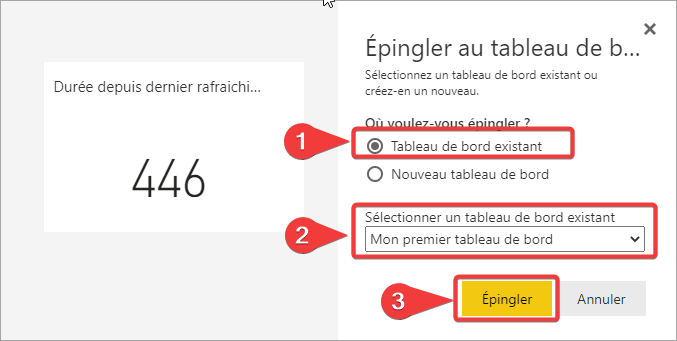 Durée depuis dernier rafraichi...
446
Épingler au tableau de b...
Sélectionnez un tableau de bord existant ou
créez-en un nouveau.
Où voulez-vous épingler ?
1
Tableau de bord existant
Nouveau tableau de bord
2
Sélectionner un tableau de bord existant
Mon premier tableau de bord
3
Épingler
Annuler